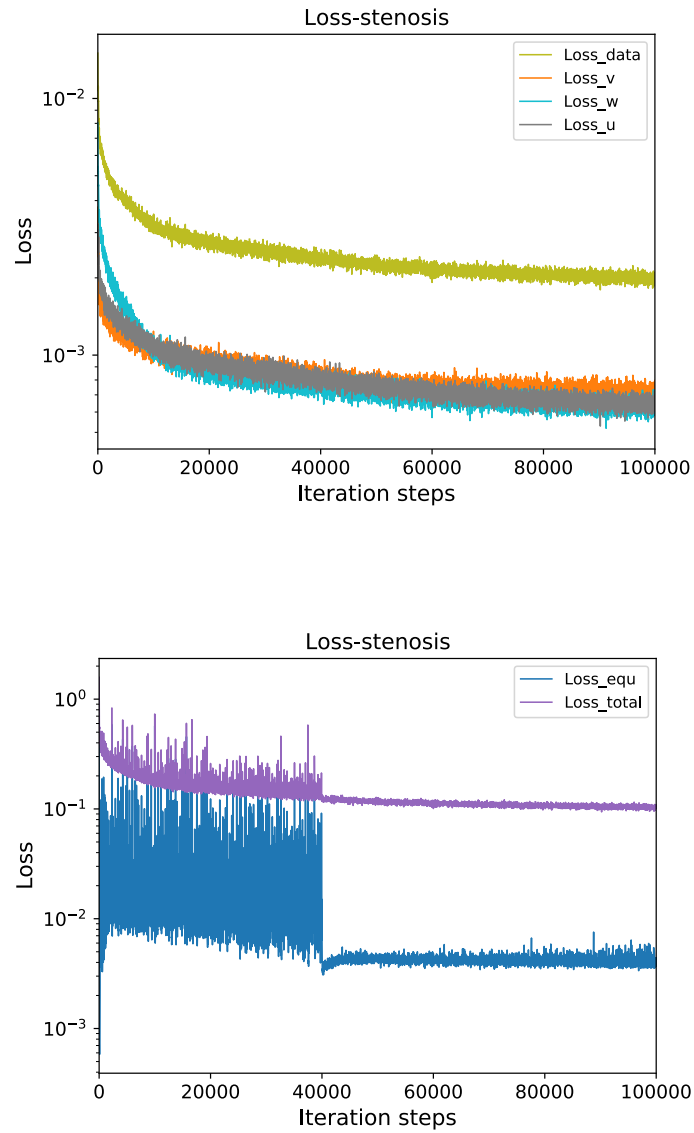 Loss-stenosis
Loss_data
Loss_v
Loss_w
Loss_u
10⁻²
10⁻³
Loss
0 20000 40000 60000 80000 100000
Iteration steps
Loss-stenosis
Loss_equ
Loss_total
10⁰
10⁻¹
10⁻²
10⁻³
Loss
0 20000 40000 60000 80000 100000
Iteration steps